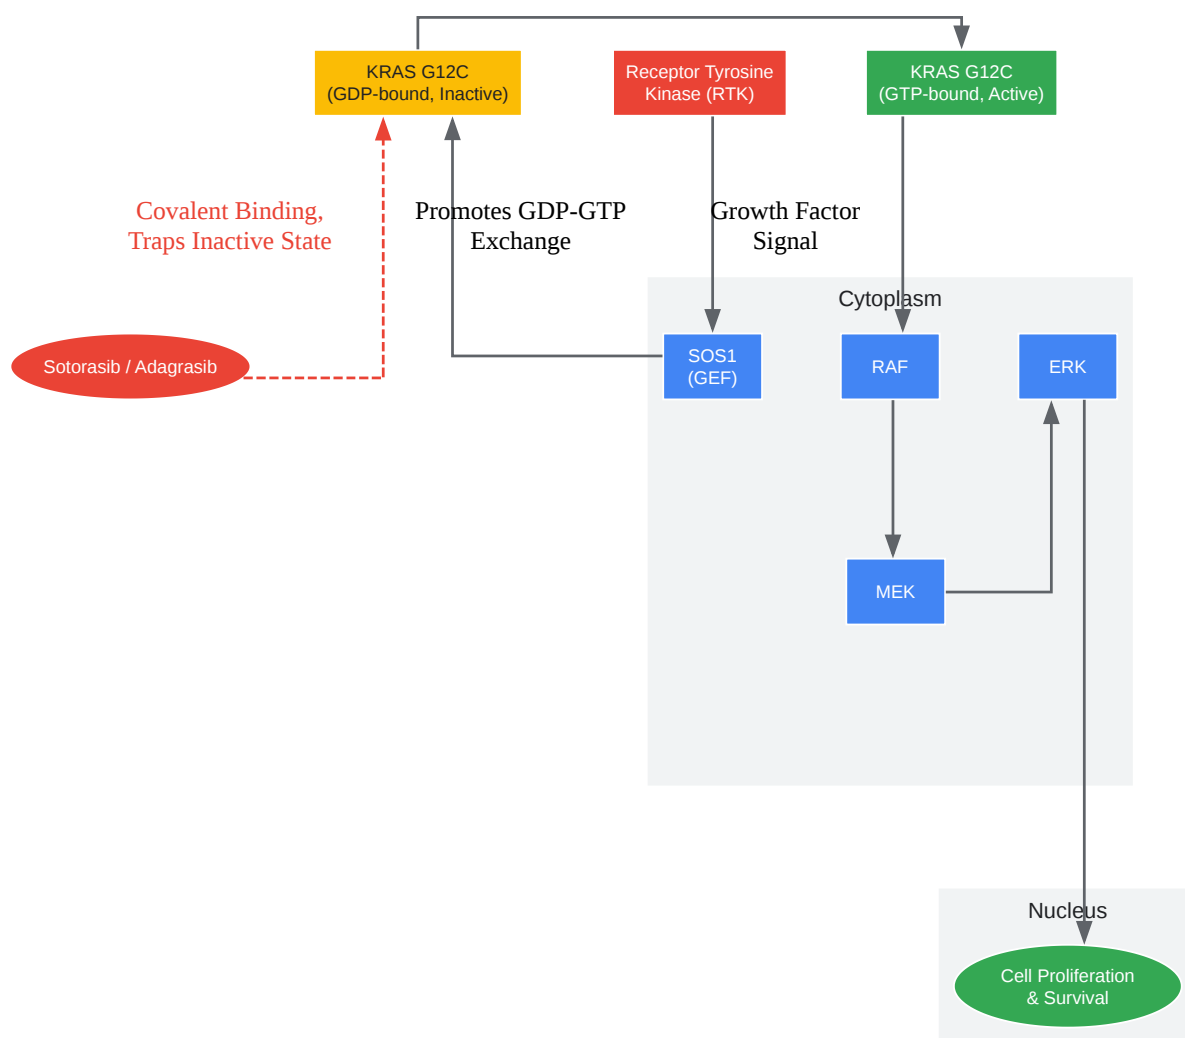 KRAS G12C
(GDP-bound, Inactive)
Receptor Tyrosine
Kinase (RTK)
KRAS G12C
(GTP-bound, Active)
Covalent Binding,
Traps Inactive State
Promotes GDP-GTP
Exchange
Growth Factor
Signal
Cytoplasm
Sotorasib / Adagrasib
SOS1
(GEF)
RAF
ERK
MEK
Nucleus
Cell Proliferation
& Survival